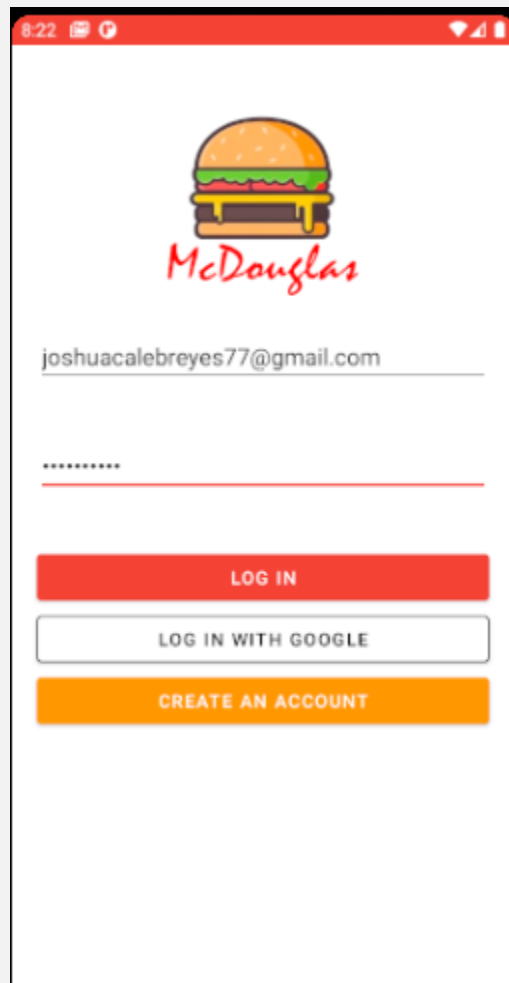 8:22
McDouglas
joshuacalebreyes77@gmail.com
••••••••••
LOG IN
LOG IN WITH GOOGLE
CREATE AN ACCOUNT